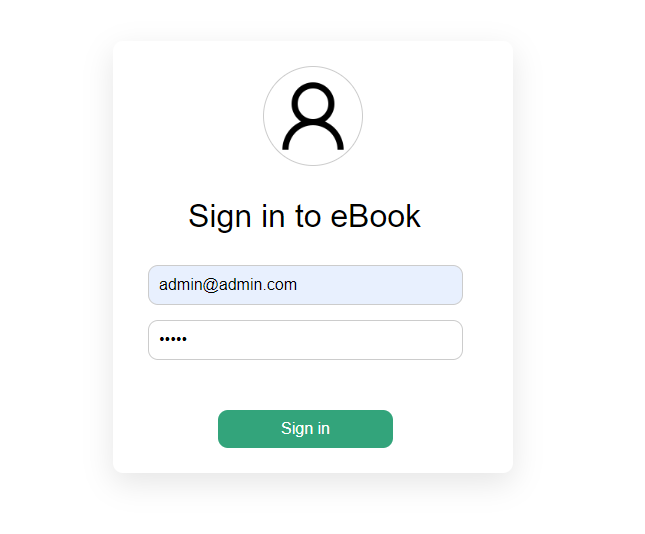 Sign in to eBook
admin@admin.com
•••••
Sign in